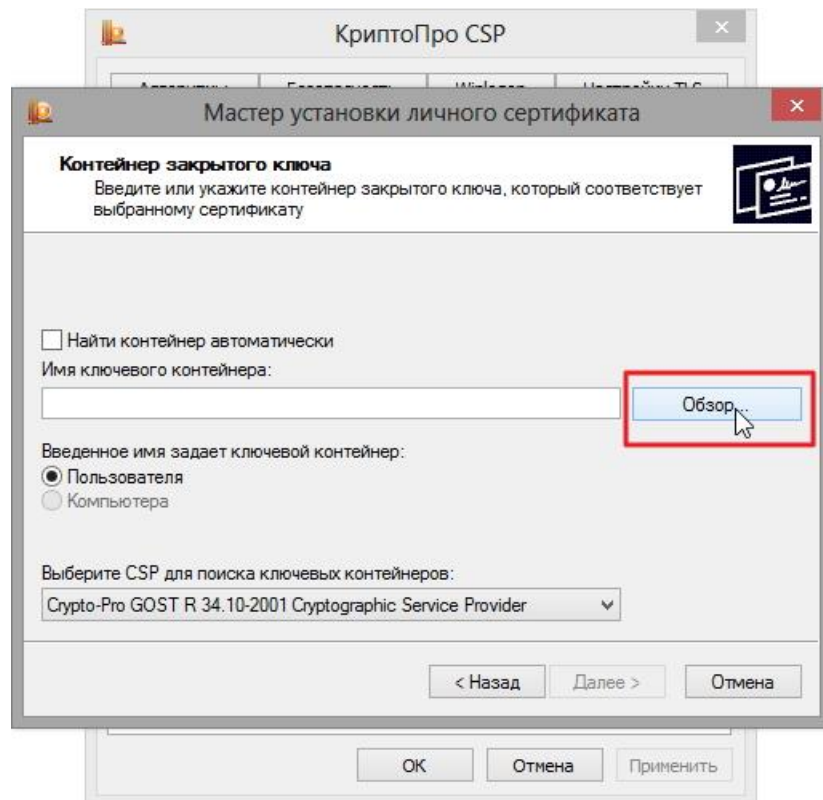 КриптоПро CSP
Мастер установки личного сертификата
Контейнер закрытого ключа
Введите или укажите контейнер закрытого ключа, который соответствует
выбранному сертификату
Найти контейнер автоматически
Имя ключевого контейнера:
Обзор...
Введенное имя задает ключевой контейнер:
Пользователя
Компьютера
Выберите CSP для поиска ключевых контейнеров:
Crypto-Pro GOST R 34.10-2001 Cryptographic Service Provider
< Назад Далее > Отмена
ОК Отмена Применить